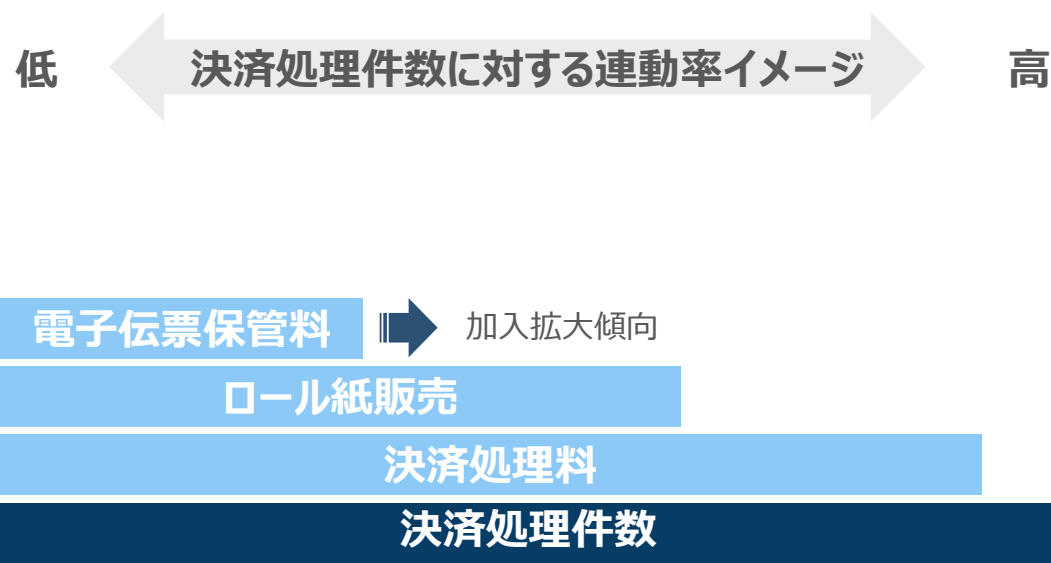 低
決済処理件数に対する連動率イメージ
高
電子伝票保管料
加入拡大傾向
ロール紙販売
決済処理料
決済処理件数